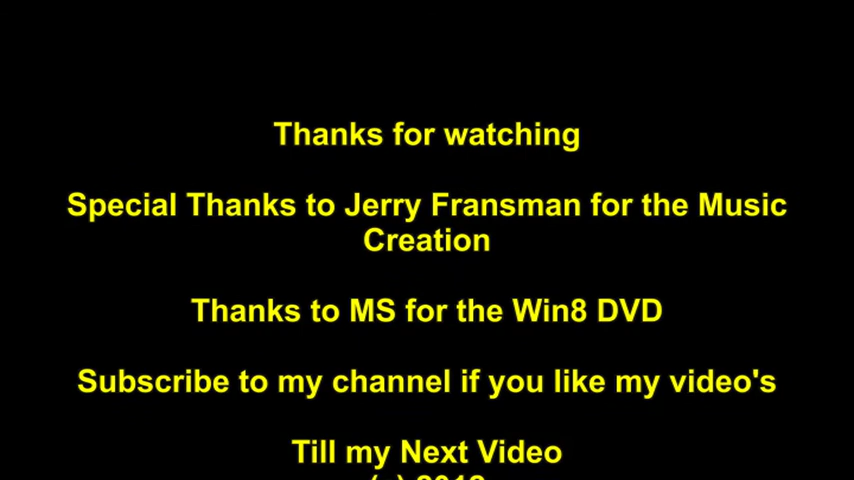 Thanks for watching
Special Thanks to Jerry Fransman for the Music
Creation
Thanks to MS for the Win8 DVD
Subscribe to my channel if you like my video's
Till my Next Video